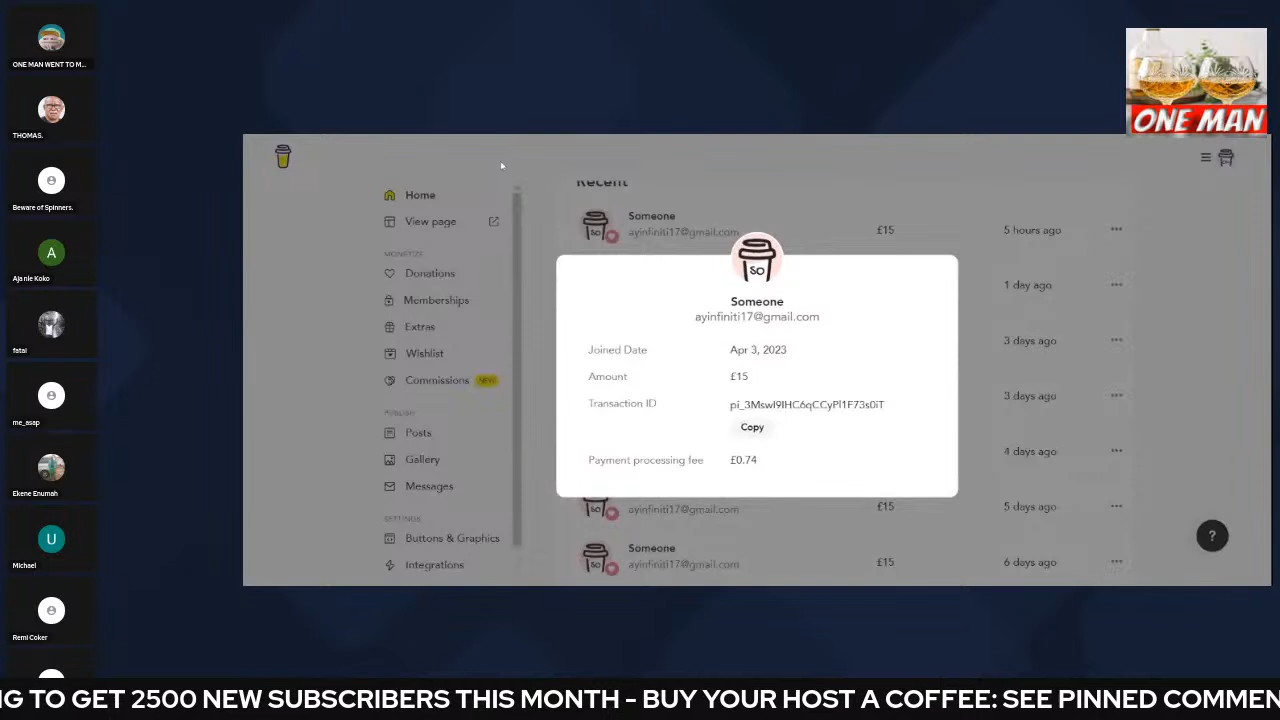 ONE MAN WENT TO M...
THOMAS.
Beware of Spinners.
A
Ajanle Koko
fatai
me_asap
Ekene Enumah
U
Michael
Remi Coker
ONE MAN
Home
View page
MONETIZE
Donations
Memberships
Extras
Wishlist
Commissions NEW
PUBLISH
Posts
Gallery
Messages
SETTINGS
Buttons & Graphics
Integrations
Recent
Someone
ayinfiniti17@gmail.com
£15
5 hours ago
1 day ago
3 days ago
3 days ago
4 days ago
SO
Someone
ayinfiniti17@gmail.com
Joined Date Apr 3, 2023
Amount £15
Transaction ID
Copy
Payment processing fee £0.74
ayinfiniti17@gmail.com £15 5 days ago
Someone
ayinfiniti17@gmail.com £15 6 days ago
?
TO GET 2500 NEW SUBSCRIBERS THIS MONTH - BUY YOUR HOST A COFFEE: SEE PINNED COMMEN